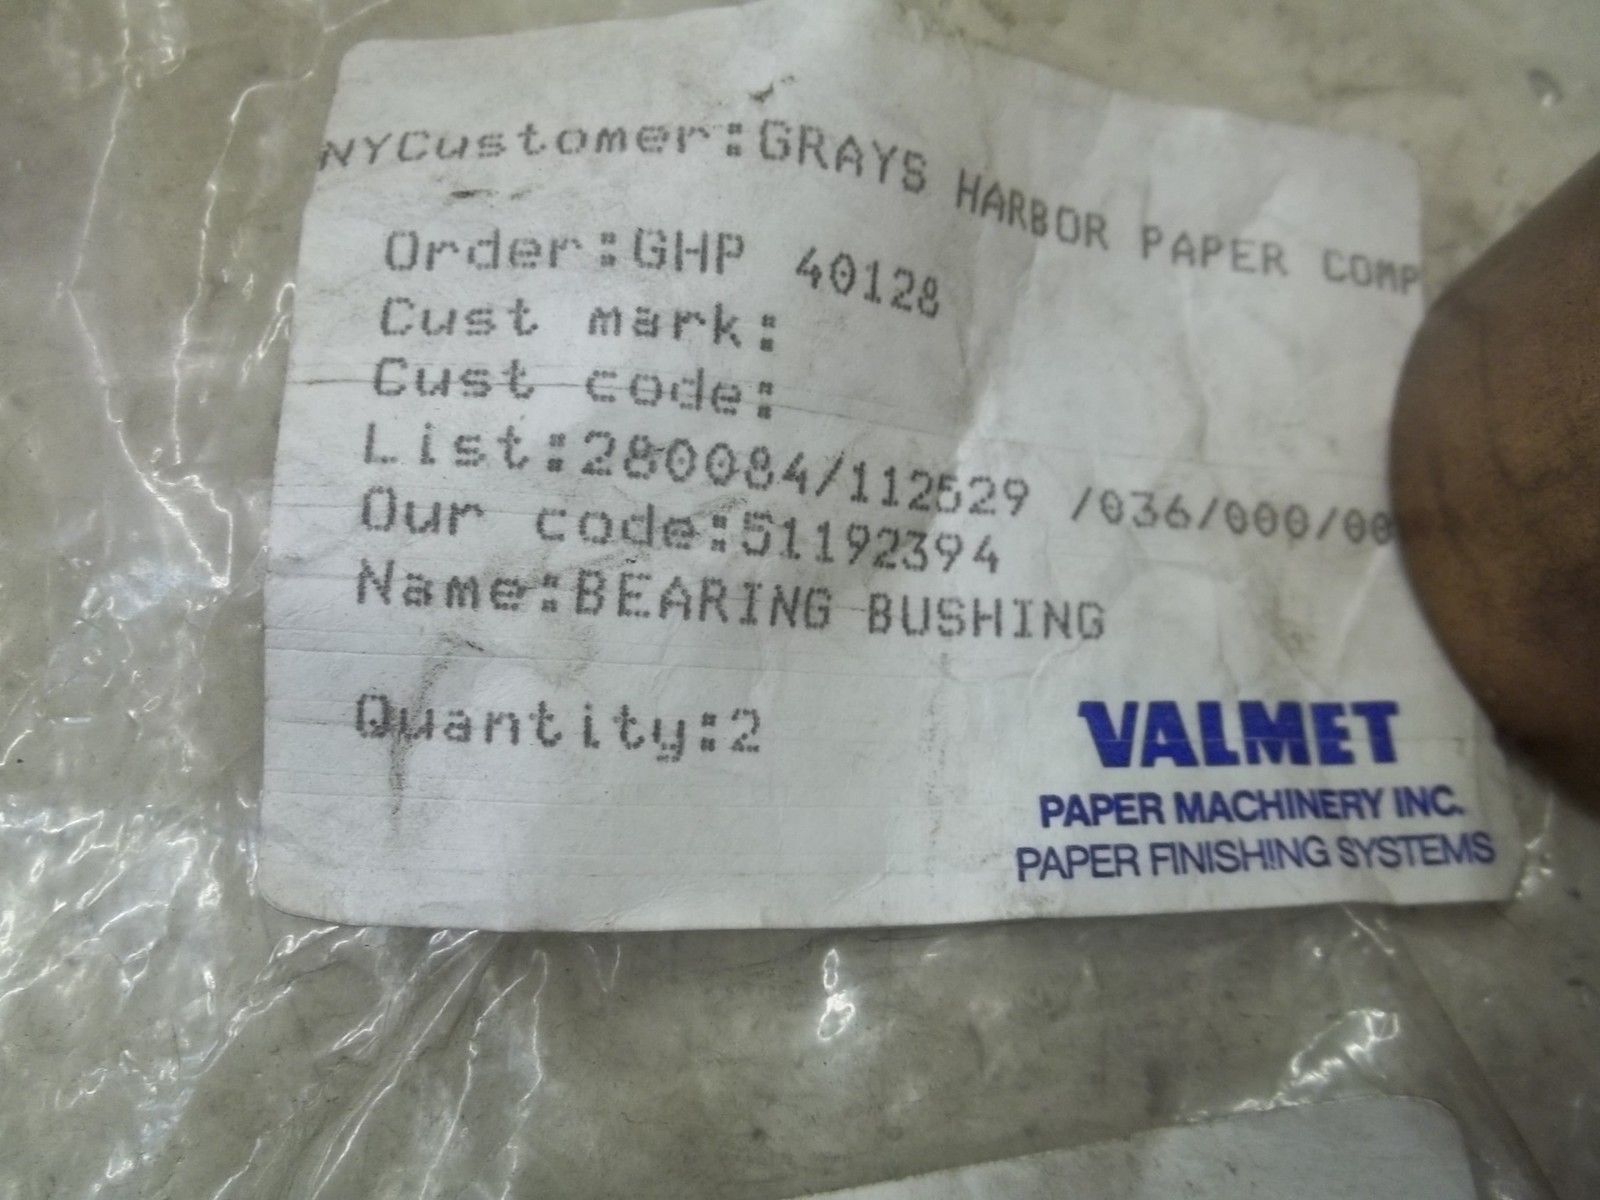 NYCustomer:GRAYS HARBOR PAPER COMP
Order:GHP 40128
Cust mark:
Cust code:
List:280084/112529 /036/000/00
Our code:51192394
Name:BEARING BUSHING
Quantity:2
VALMET
PAPER MACHINERY INC.
PAPER FINISHING SYSTEMS